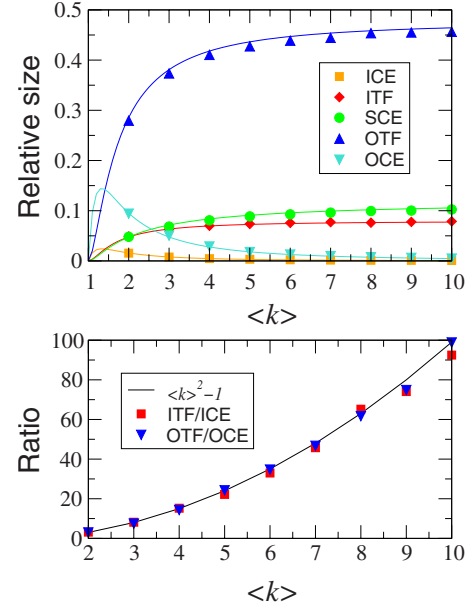 0.5
0.4
0.3
0.2
0.1
0
Relative size
ICE
ITF
SCE
OTF
OCE
1 2 3 4 5 6 7 8 9 10
<k>
100
80
60
40
20
0
Ratio
<k>²-1
ITF/ICE
OTF/OCE
2 3 4 5 6 7 8 9 10
<k>